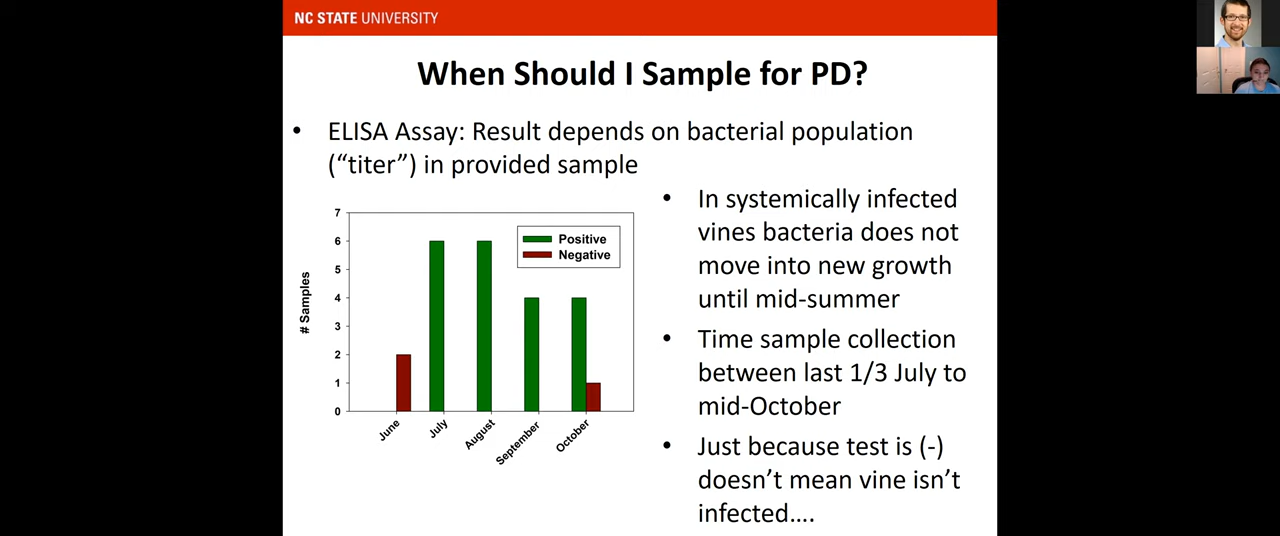 NC STATE UNIVERSITY
When Should I Sample for PD?
• ELISA Assay: Result depends on bacterial population
(“titer”) in provided sample
7
6
5
4
3
2
1
0
# Samples
Positive
Negative
June
July
August
September
October
• In systemically infected
vines bacteria does not
move into new growth
until mid-summer
• Time sample collection
between last 1/3 July to
mid-October
• Just because test is (-)
doesn’t mean vine isn’t
infected….